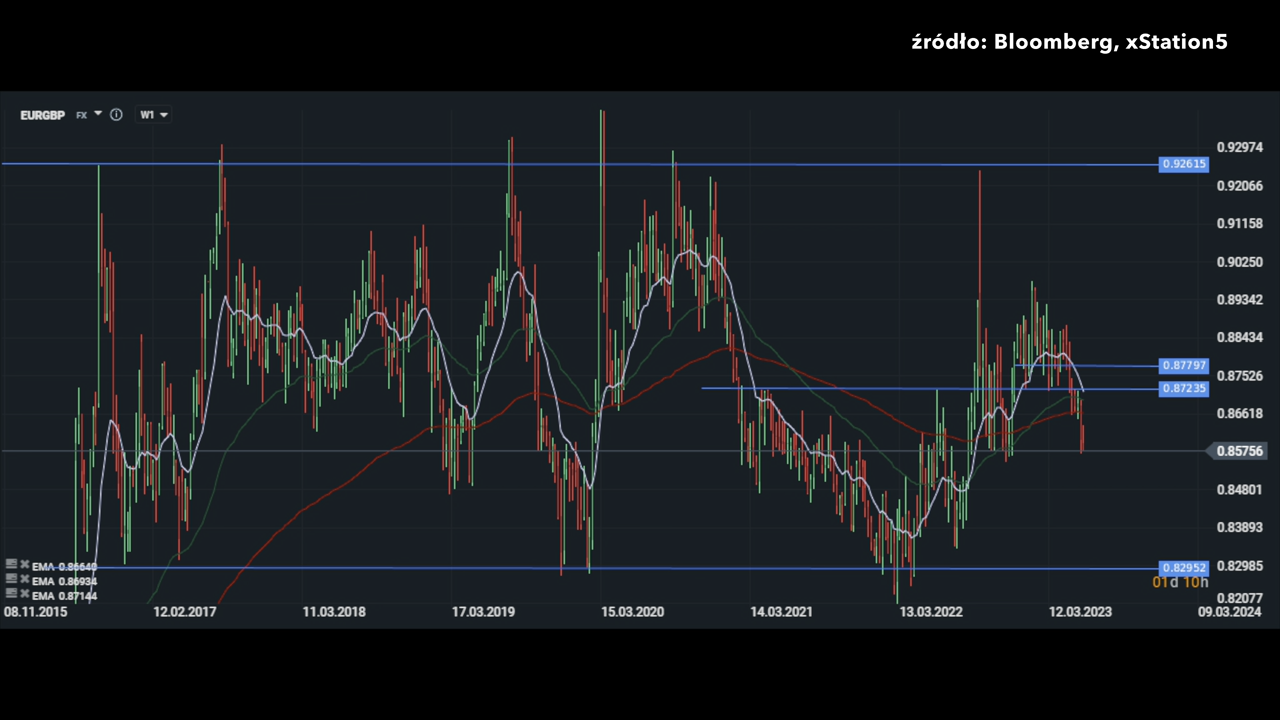 źródło: Bloomberg, xStation5
EURGBP FX W1
0.92974
0.92615
0.92066
0.91158
0.90250
0.89342
0.88434
0.87797
0.87526
0.87235
0.86618
0.85756
0.84801
0.83893
0.82985
0.82952
EMA 0.86640
EMA 0.86934
01d 10h
EMA 0.87144
0.82077
08.11.2015 12.02.2017 11.03.2018 17.03.2019 15.03.2020 14.03.2021 13.03.2022 12.03.2023 09.03.2024